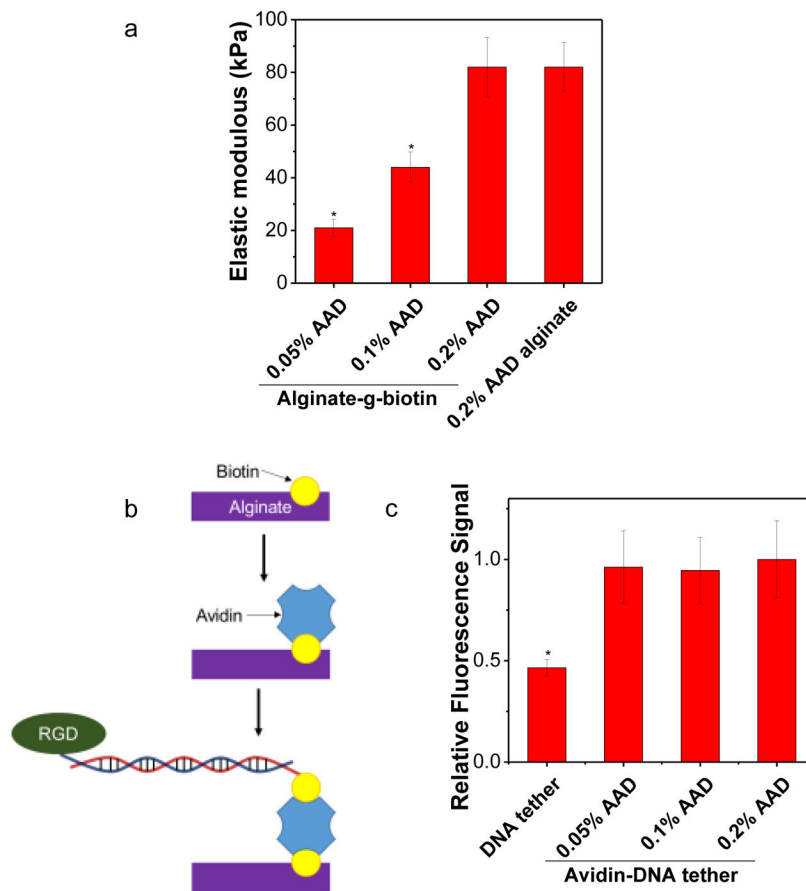 a
Elastic modulous (kPa)
100
80
60
40
20
0
*
*
0.05% AAD
0.1% AAD
0.2% AAD
0.2% AAD alginate
Alginate-g-biotin
b
Biotin
Alginate
Avidin
RGD
c
Relative Fluorescence Signal
1.0
0.5
0.0
*
DNA tether
0.05% AAD
0.1% AAD
0.2% AAD
Avidin-DNA tether